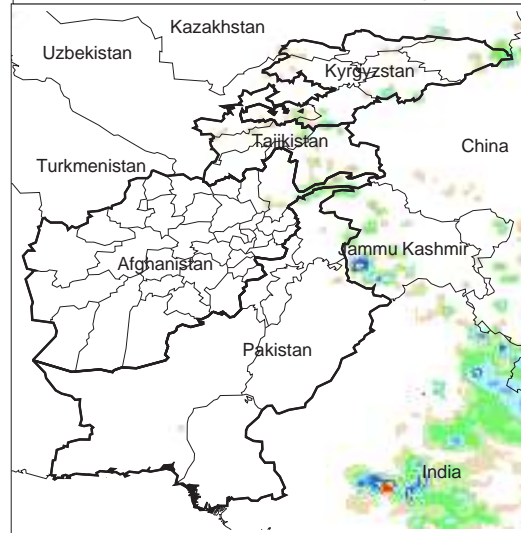 Kazakhstan
Uzbekistan
Kyrgyzstan
Tajikistan
China
Turkmenistan
Jammu Kashmir
Afghanistan
Pakistan
India